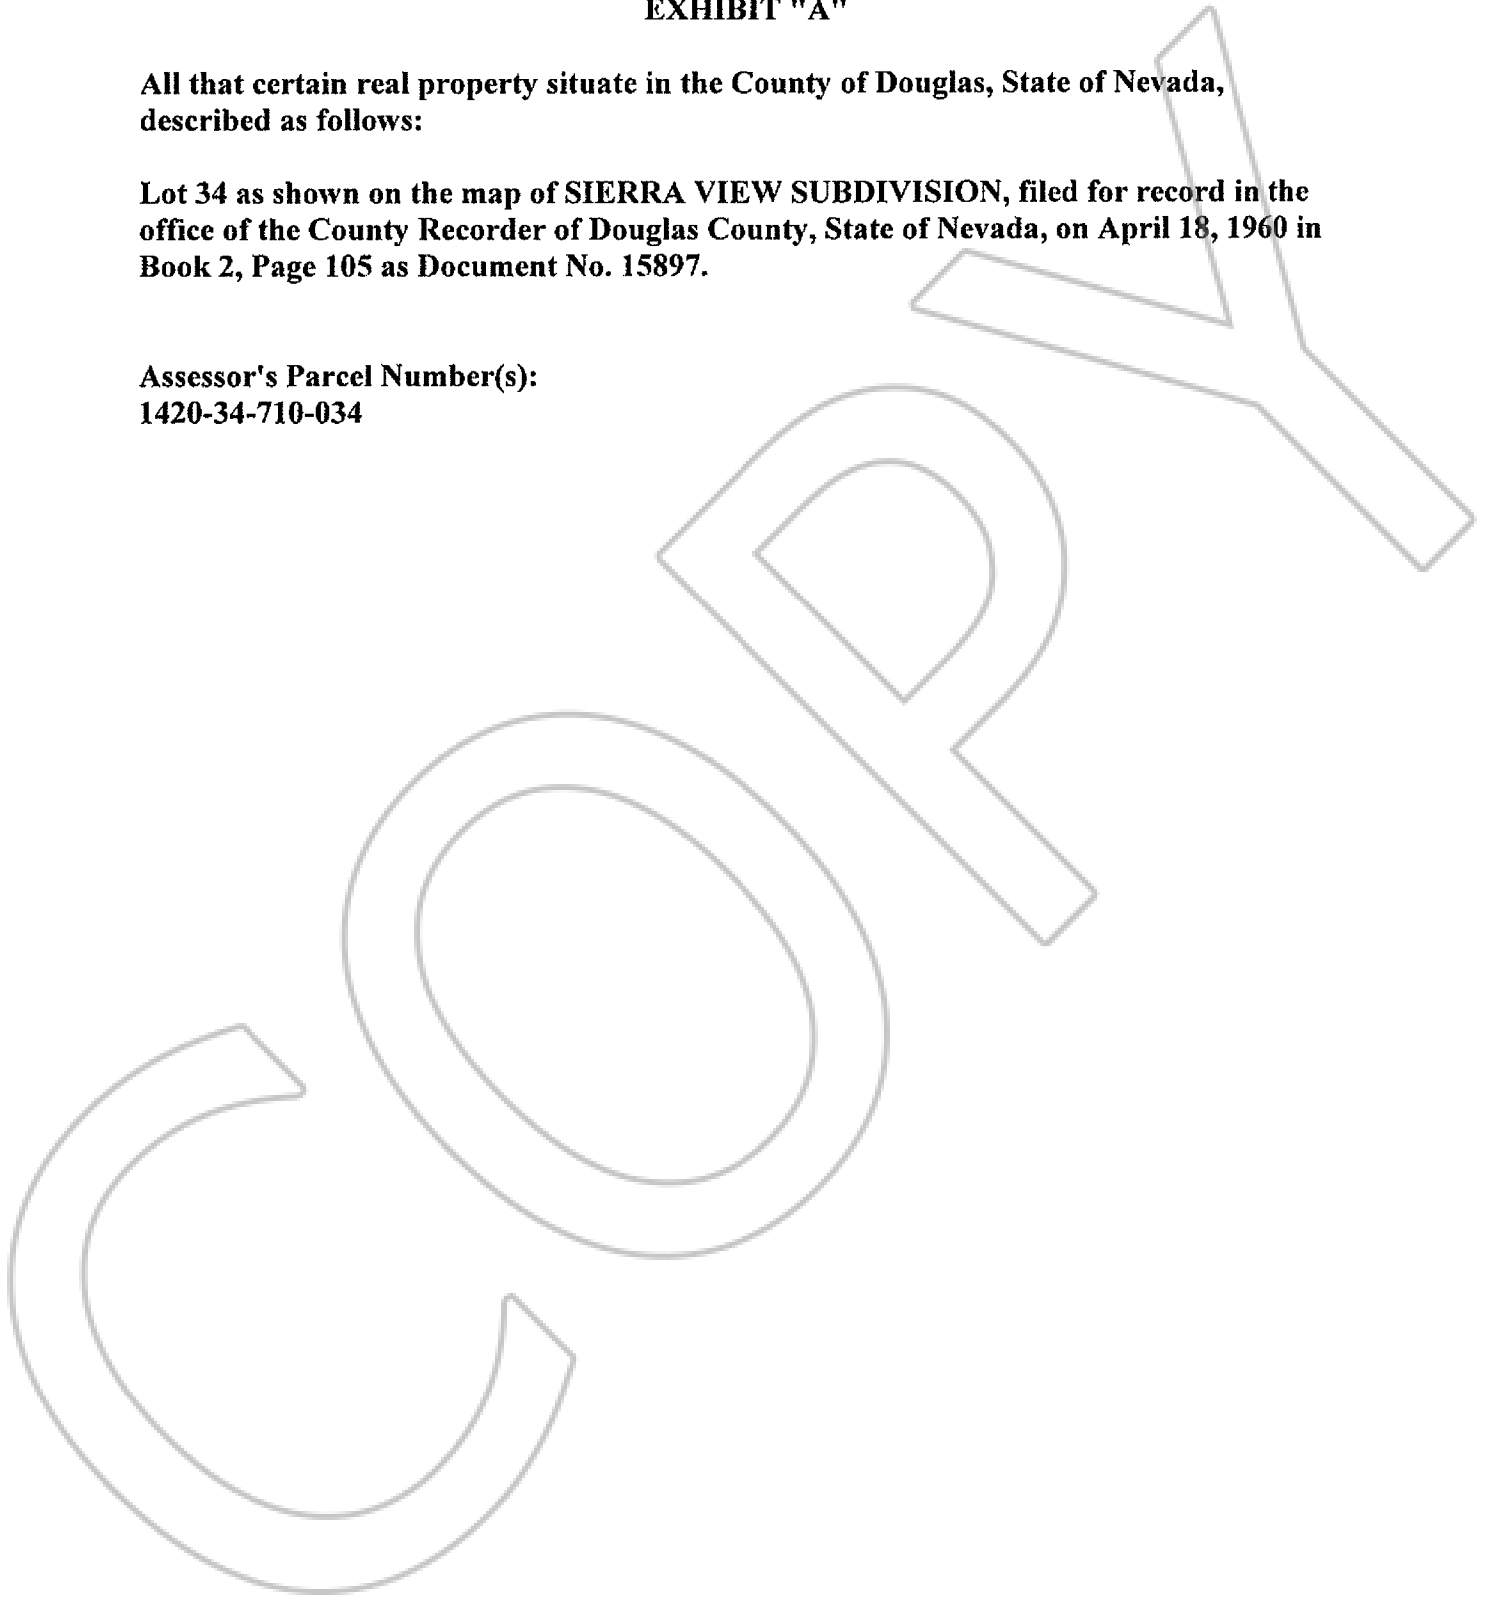 EXHIBIT "A"
All that certain real property situate in the County of Douglas, State of Nevada,
described as follows:
Lot 34 as shown on the map of SIERRA VIEW SUBDIVISION, filed for record in the
office of the County Recorder of Douglas County, State of Nevada, on April 18, 1960 in
Book 2, Page 105 as Document No. 15897.
Assessor's Parcel Number(s):
1420-34-710-034
COPY